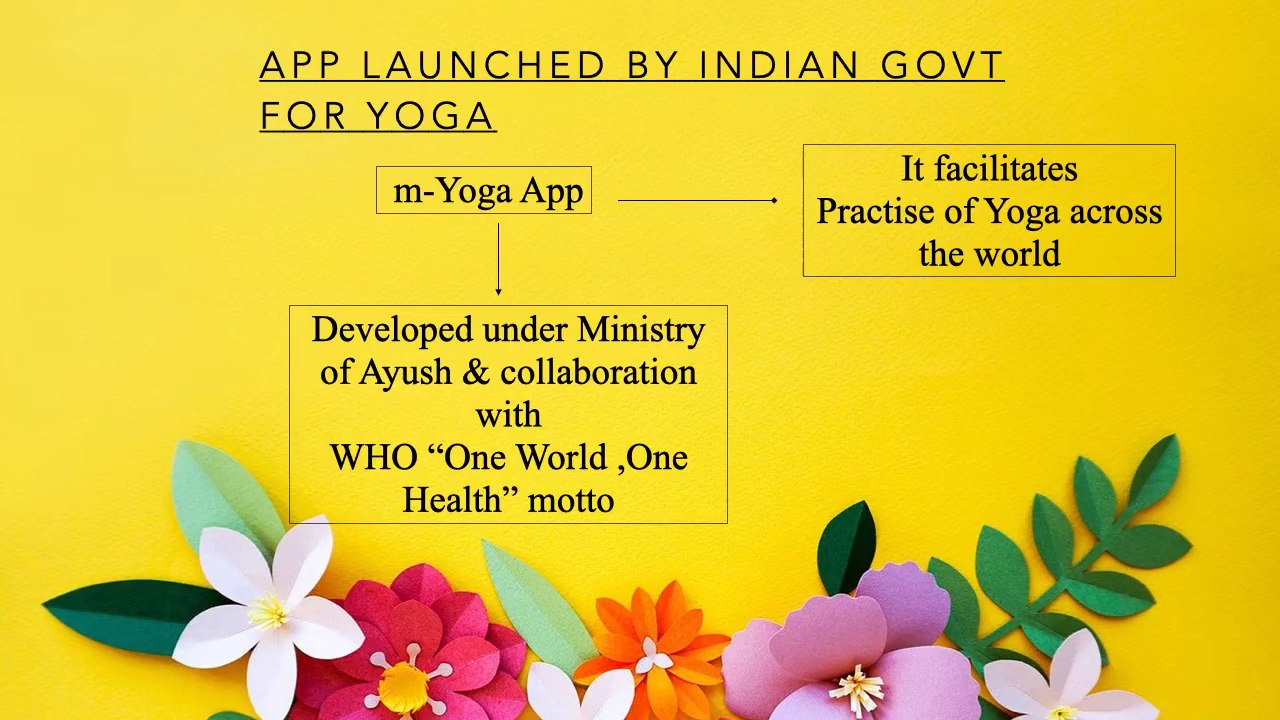 APP LAUNCHED BY INDIAN GOVT
FOR YOGA
m-Yoga App
It facilitates
Practise of Yoga across
the world
Developed under Ministry
of Ayush & collaboration
with
WHO “One World ,One
Health” motto